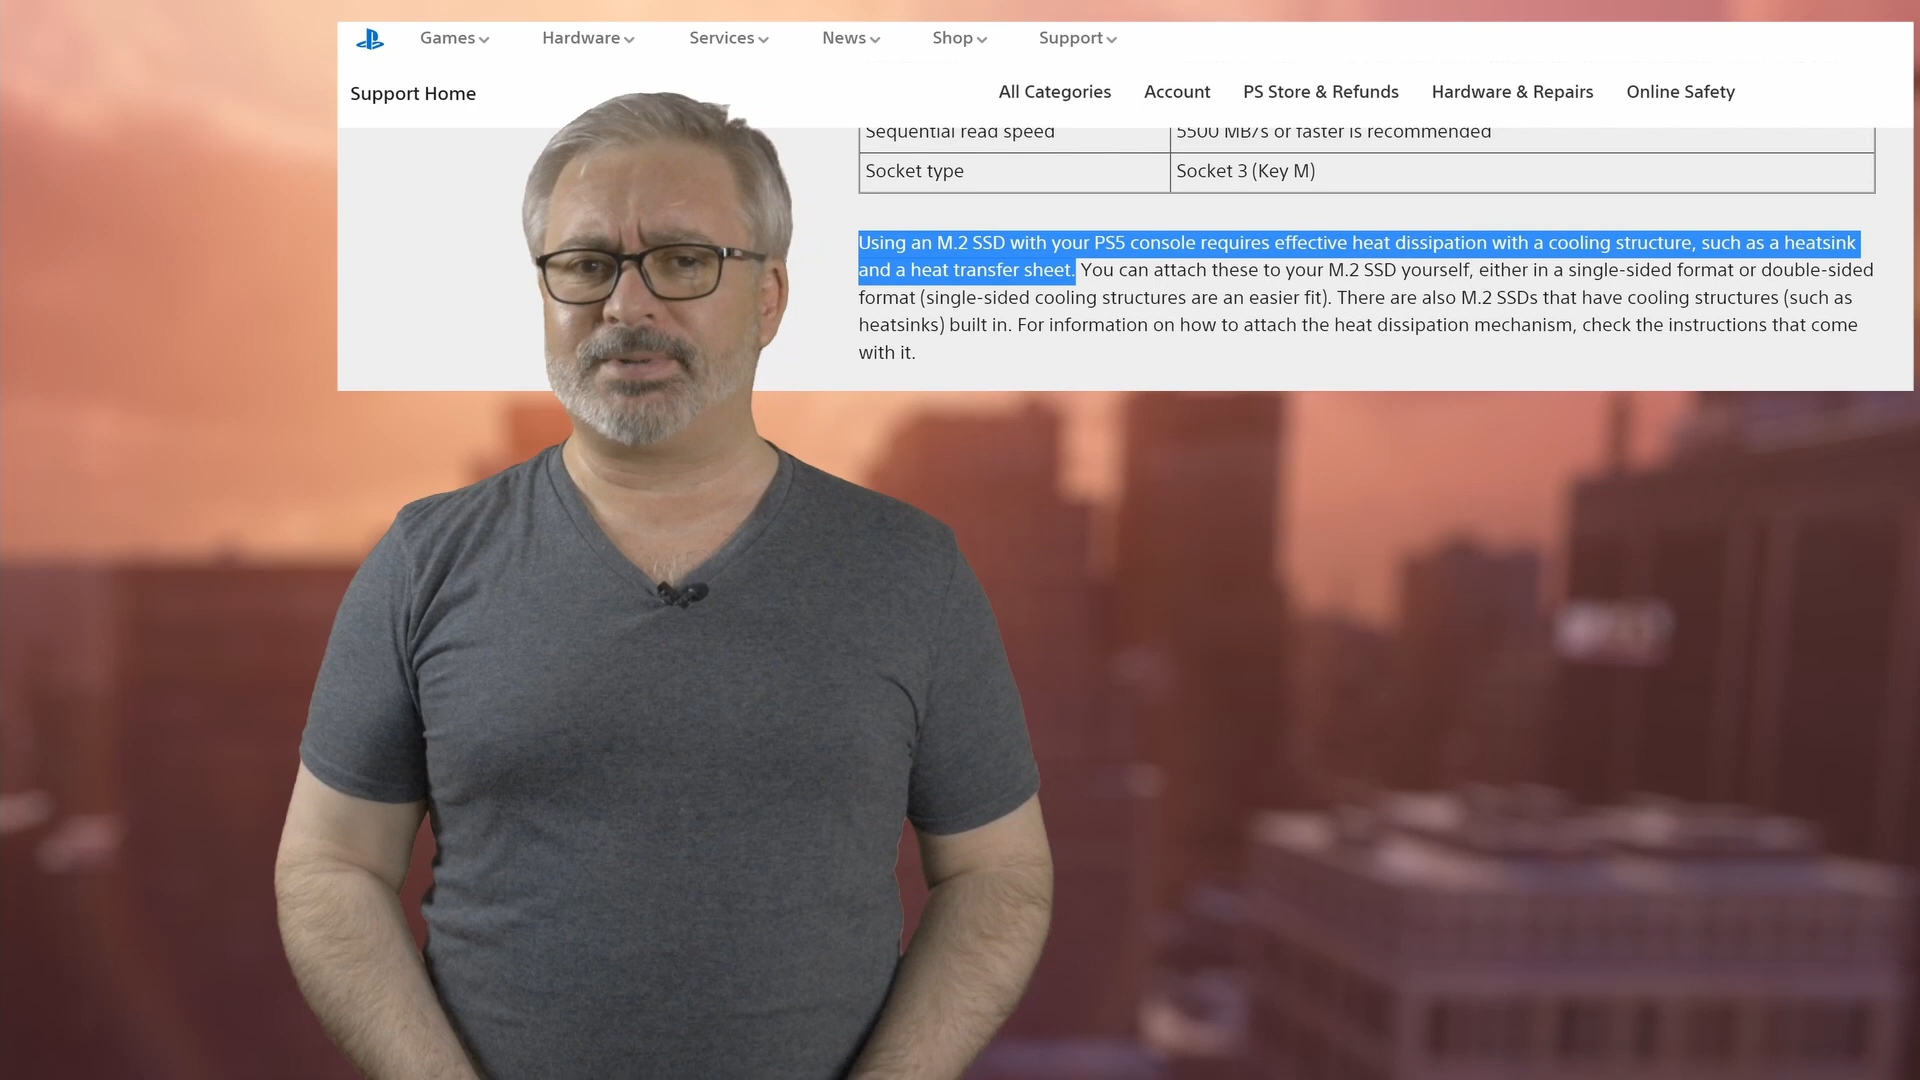 Games
Hardware
Services
News
Shop
Support
Support Home
All Categories
Account
PS Store & Refunds
Hardware & Repairs
Online Safety
Sequential read speed
5500 MB/s or faster is recommended
Socket type
Socket 3 (Key M)
Using an M.2 SSD with your PS5 console requires effective heat dissipation with a cooling structure, such as a heatsink
and a heat transfer sheet. You can attach these to your M.2 SSD yourself, either in a single-sided format or double-sided
format (single-sided cooling structures are an easier fit). There are also M.2 SSDs that have cooling structures (such as
heatsinks) built in. For information on how to attach the heat dissipation mechanism, check the instructions that come
with it.